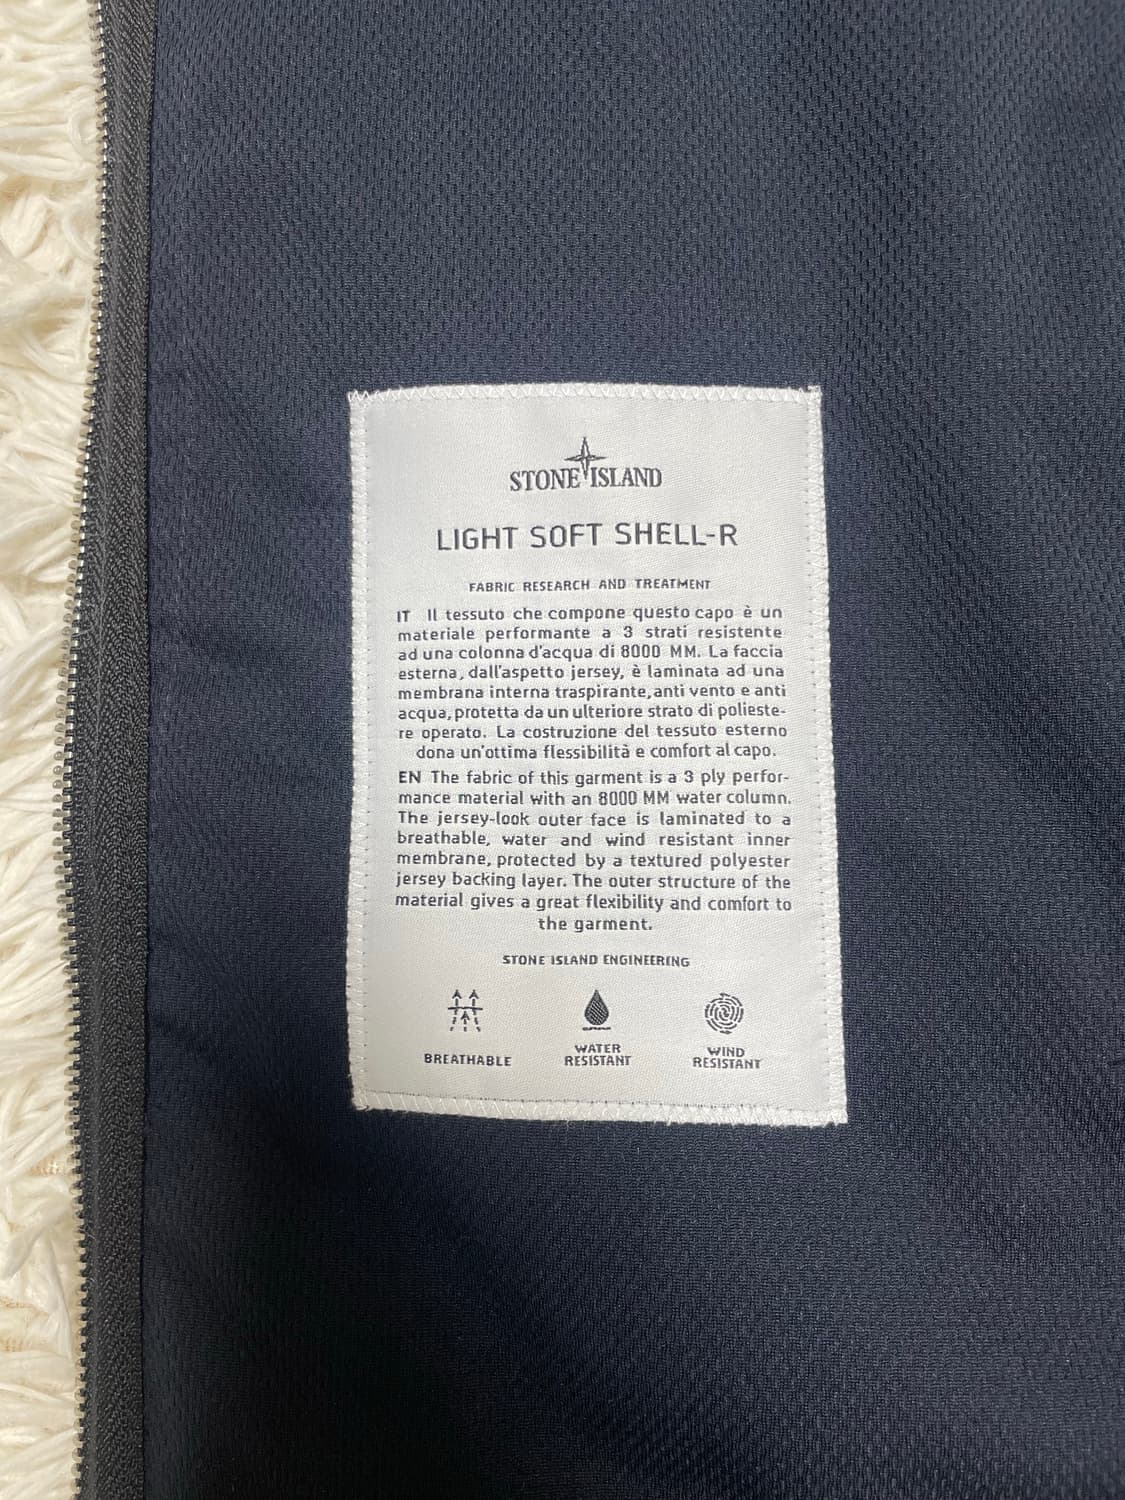 STONE ISLAND
LIGHT SOFT SHELL-R
FABRIC RESEARCH AND TREATMENT
IT Il tessuto che compone questo capo è un
materiale performante a 3 strati resistente
ad una colonna d'acqua di 8000 MM. La faccia
esterna, dall'aspetto jersey, è laminata ad una
membrana interna traspirante, anti vento e anti
acqua, protetta da un ulteriore strato di polieste-
re operato. La costruzione del tessuto esterno
dona un'ottima flessibilità e comfort al capo.
EN The fabric of this garment is a 3 ply perfor-
mance material with an 8000 MM water column.
The jersey-look outer face is laminated to a
breathable, water and wind resistant inner
membrane, protected by a textured polyester
jersey backing layer. The outer structure of the
material gives a great flexibility and comfort to
the garment.
STONE ISLAND ENGINEERING
BREATHABLE
WATER
RESISTANT
WIND
RESISTANT